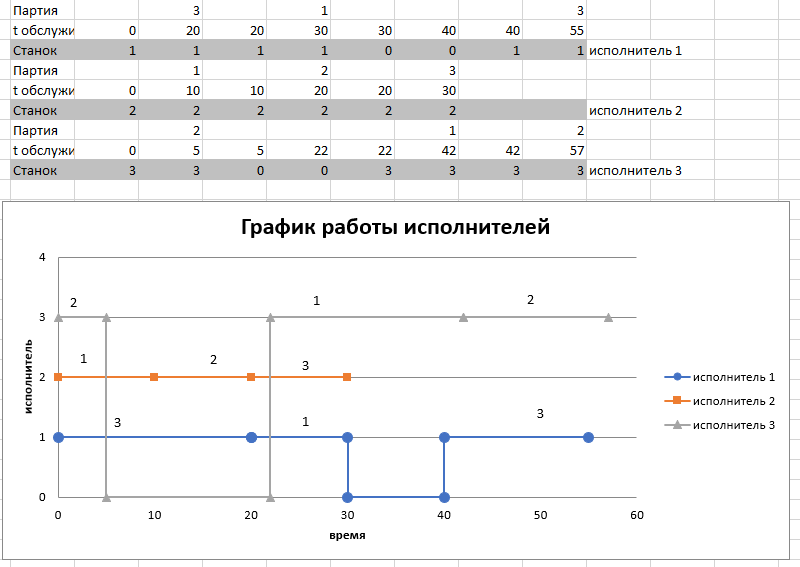 Партия 3 1 3
t обслужи 0 20 20 30 30 40 40 55
Станок 1 1 1 1 0 0 1 1 исполнитель 1
Партия 1 2 3
t обслужи 0 10 10 20 20 30
Станок 2 2 2 2 2 2 исполнитель 2
Партия 2 1 2
t обслужи 0 5 5 22 22 42 42 57
Станок 3 3 0 0 3 3 3 3 исполнитель 3
График работы исполнителей
4
3
2
1
0
исполнитель
2 1 2
1 2 3
3 1 3
0 10 20 30 40 50 60
время
исполнитель 1
исполнитель 2
исполнитель 3